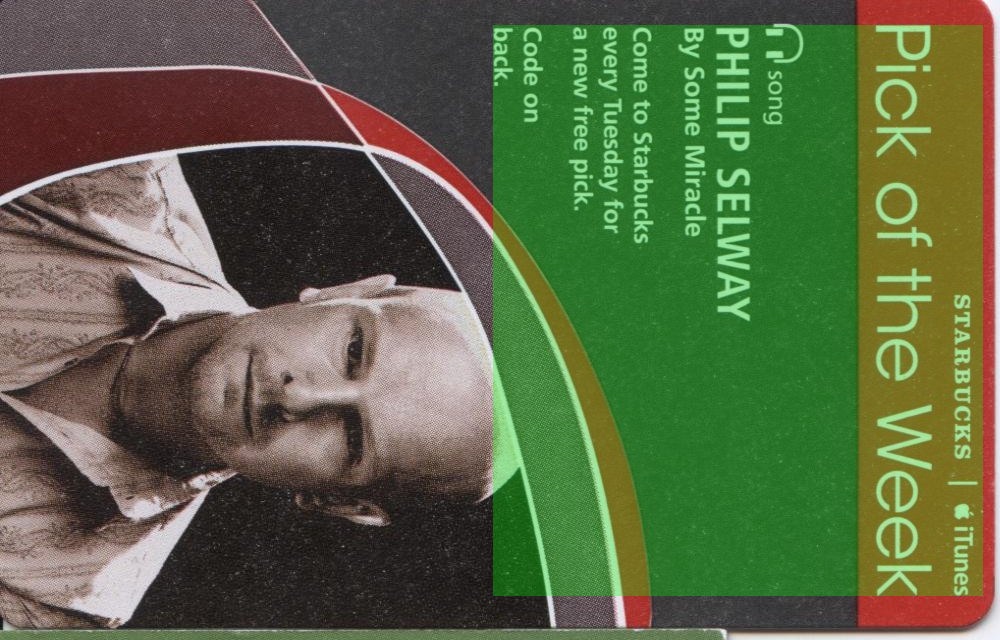 STARBUCKS | iTunes
Pick of the Week
song
PHILIP SELWAY
By Some Miracle
Come to Starbucks
every Tuesday for
a new free pick.
Code on
back.